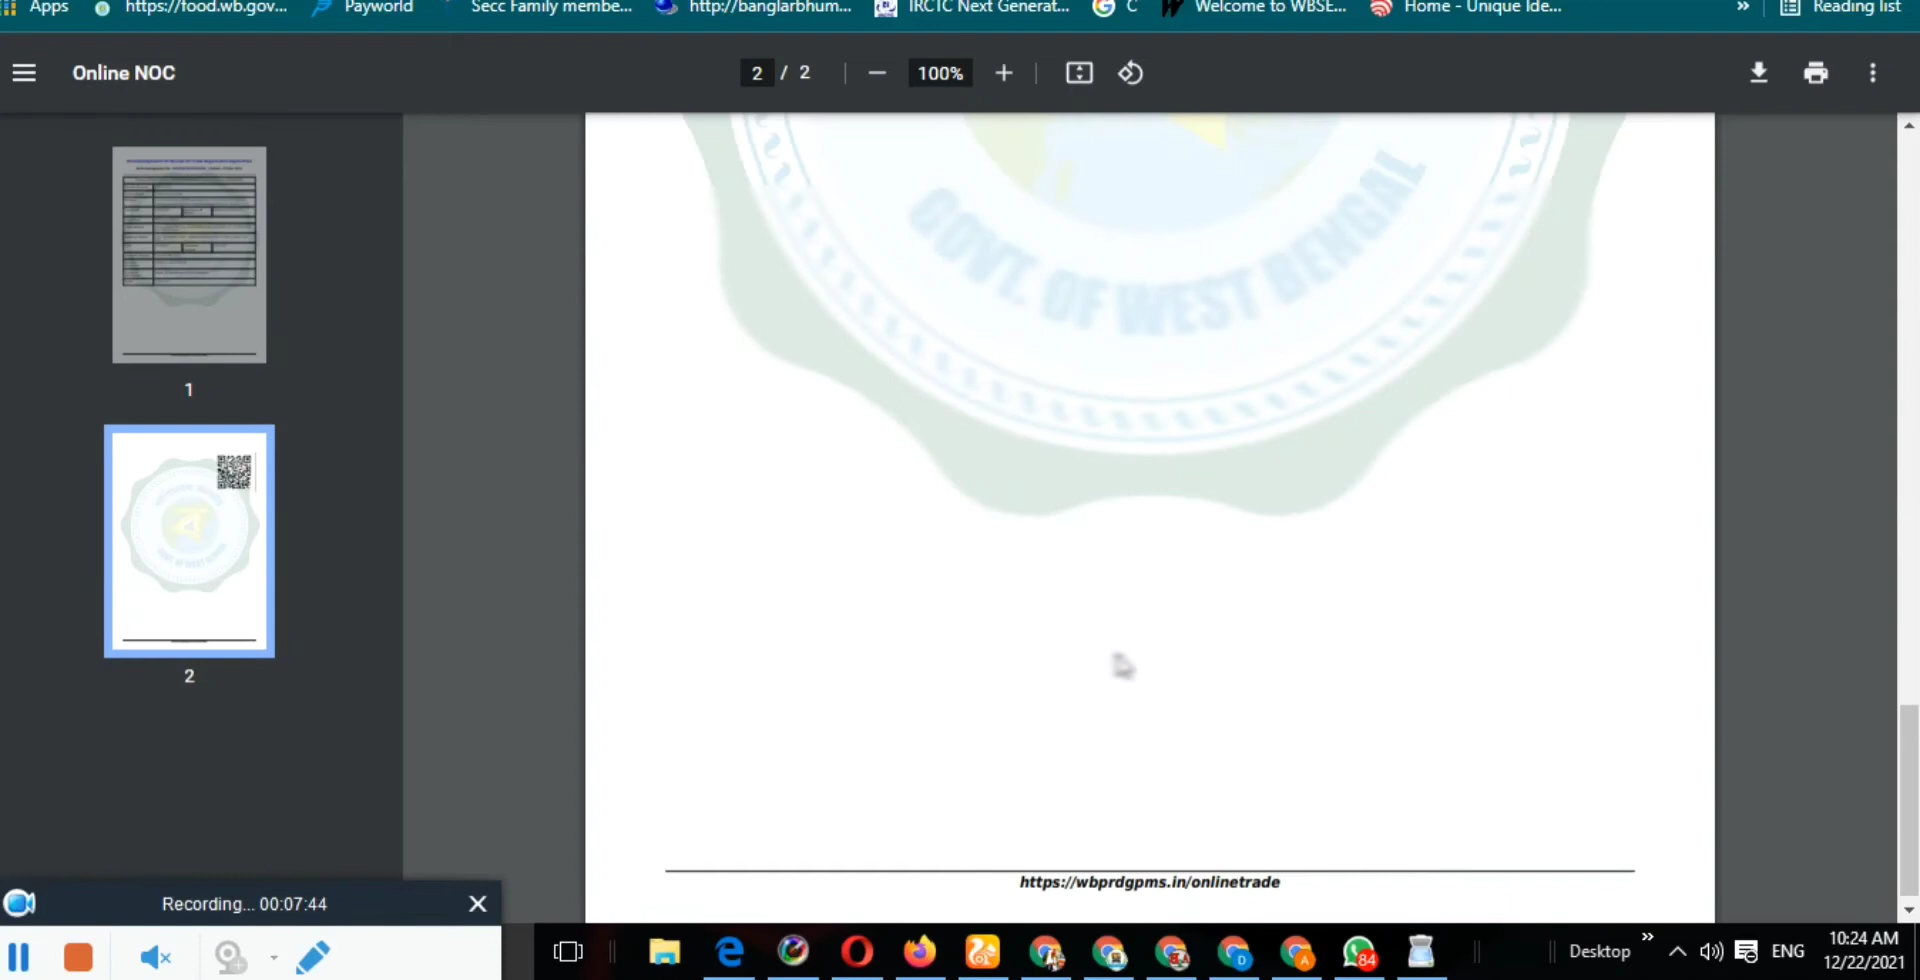 Apps
https://food.wb.gov...
Payworld
Secc Family membe...
http://banglarbhum...
IRCTC Next Generat...
C
Welcome to WBSE...
Home - Unique Ide...
»
Reading list
Online NOC
2 / 2
100%
1
2
GOVT. OF WEST BENGAL
https://wbprdgpms.in/onlinetrade
Recording... 00:07:44
84
Desktop
»
ENG
10:24 AM
12/22/2021